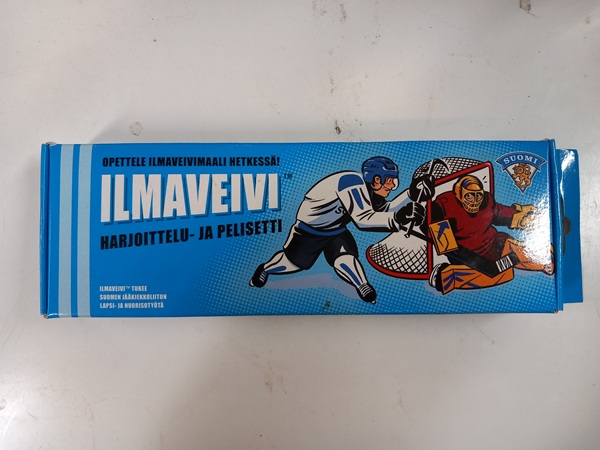 OPETTELE ILMAVEIVIMAALI HETKESSÄ!
ILMAVEIVI™
HARJOITTELU- JA PELISETTI
ILMAVEIVI™ TUKEE
SUOMEN JÄÄKIEKKOLIITON
LAPSI- JA NUORISOTYÖTÄ
SUOMI